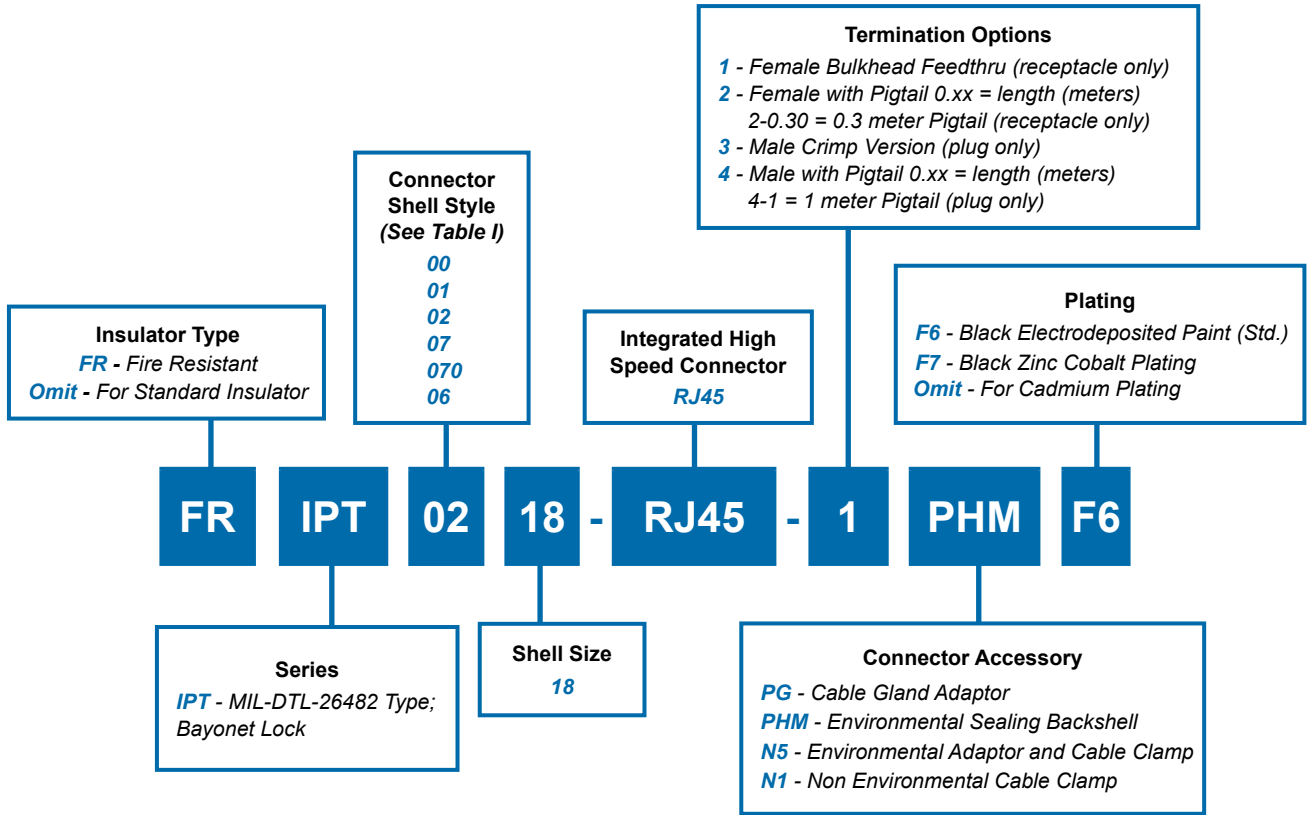 Termination Options
1 - Female Bulkhead Feedthru (receptacle only)
2 - Female with Pigtail 0.xx = length (meters)
2-0.30 = 0.3 meter Pigtail (receptacle only)
3 - Male Crimp Version (plug only)
4 - Male with Pigtail 0.xx = length (meters)
4-1 = 1 meter Pigtail (plug only)
Connector
Shell Style
(See Table I)
00
01
02
07
070
06
Insulator Type
FR - Fire Resistant
Omit - For Standard Insulator
Integrated High
Speed Connector
RJ45
Plating
F6 - Black Electrodeposited Paint (Std.)
F7 - Black Zinc Cobalt Plating
Omit - For Cadmium Plating
FR IPT 02 18 - RJ45 - 1 PHM F6
Series
IPT - MIL-DTL-26482 Type;
Bayonet Lock
Shell Size
18
Connector Accessory
PG - Cable Gland Adaptor
PHM - Environmental Sealing Backshell
N5 - Environmental Adaptor and Cable Clamp
N1 - Non Environmental Cable Clamp